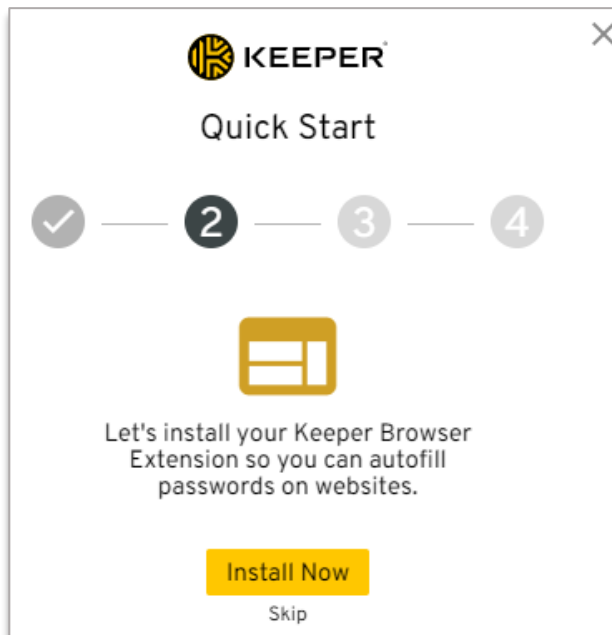 KEEPER
Quick Start
2 3 4
Let's install your Keeper Browser
Extension so you can autofill
passwords on websites.
Install Now
Skip